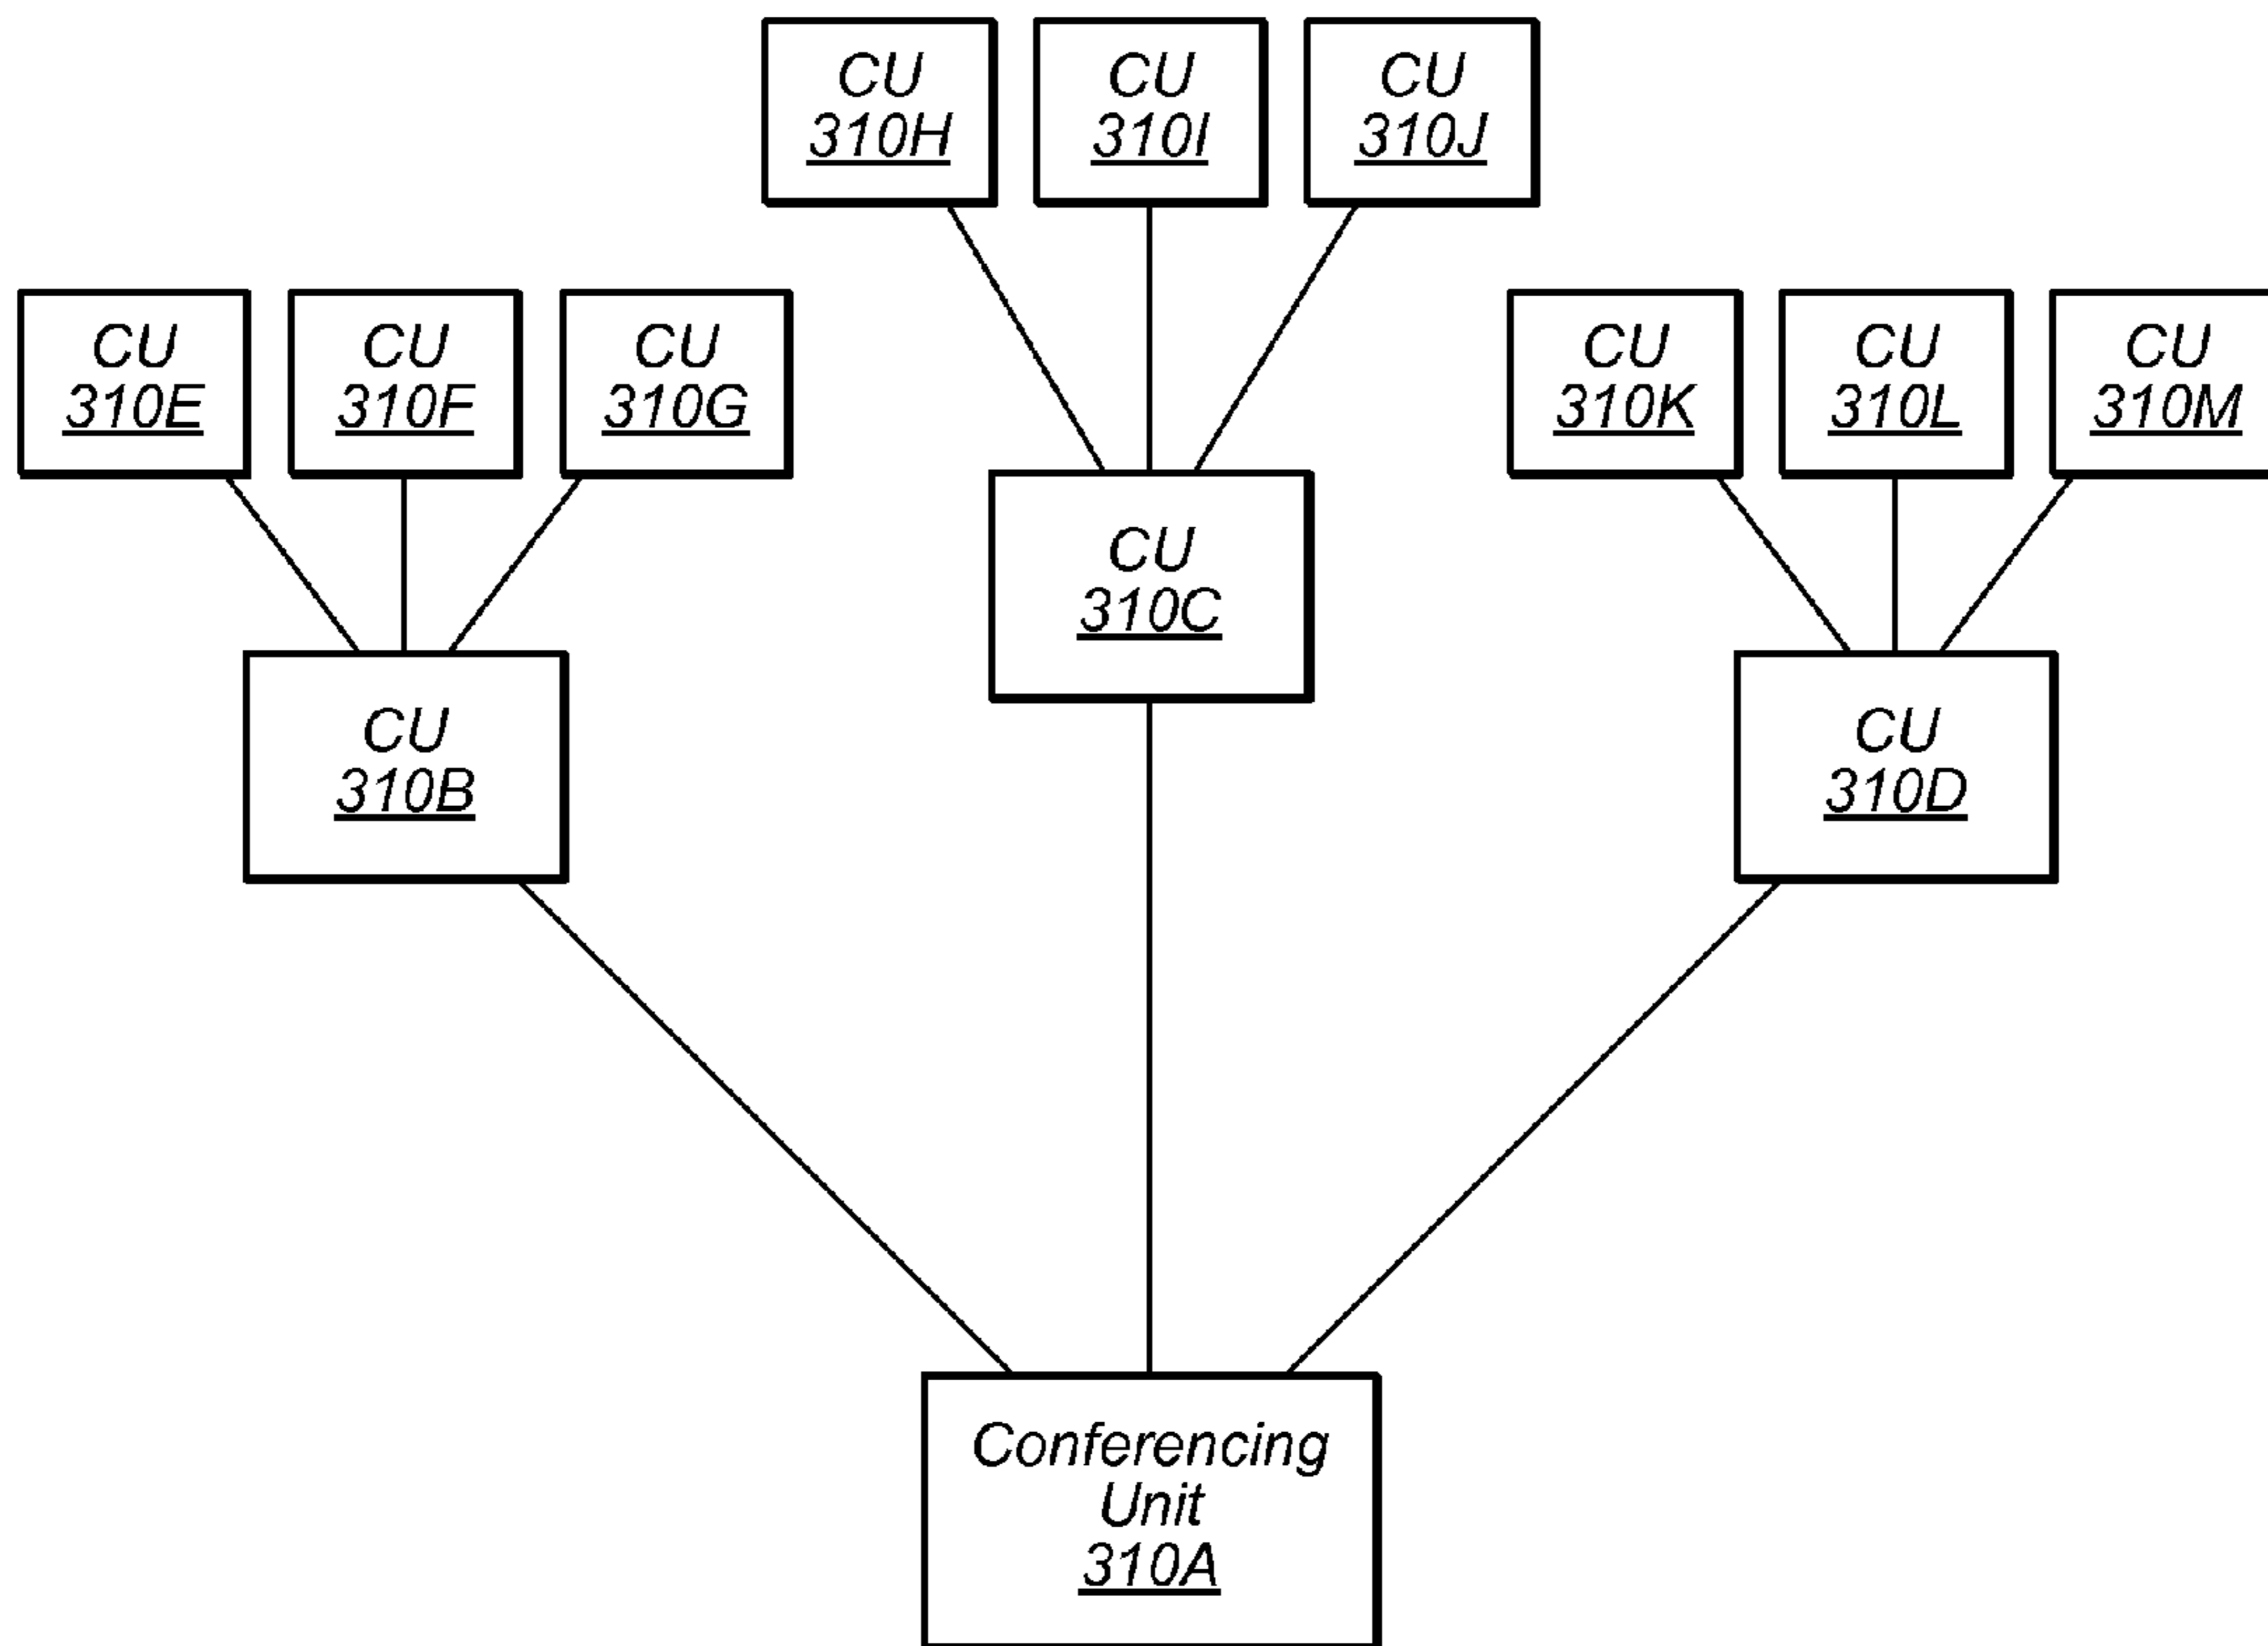 CU
310H
CU
310I
CU
310J
CU
310E
CU
310F
CU
310G
CU
310K
CU
310L
CU
310M
CU
310C
CU
310B
CU
310D
Conferencing
Unit
310A